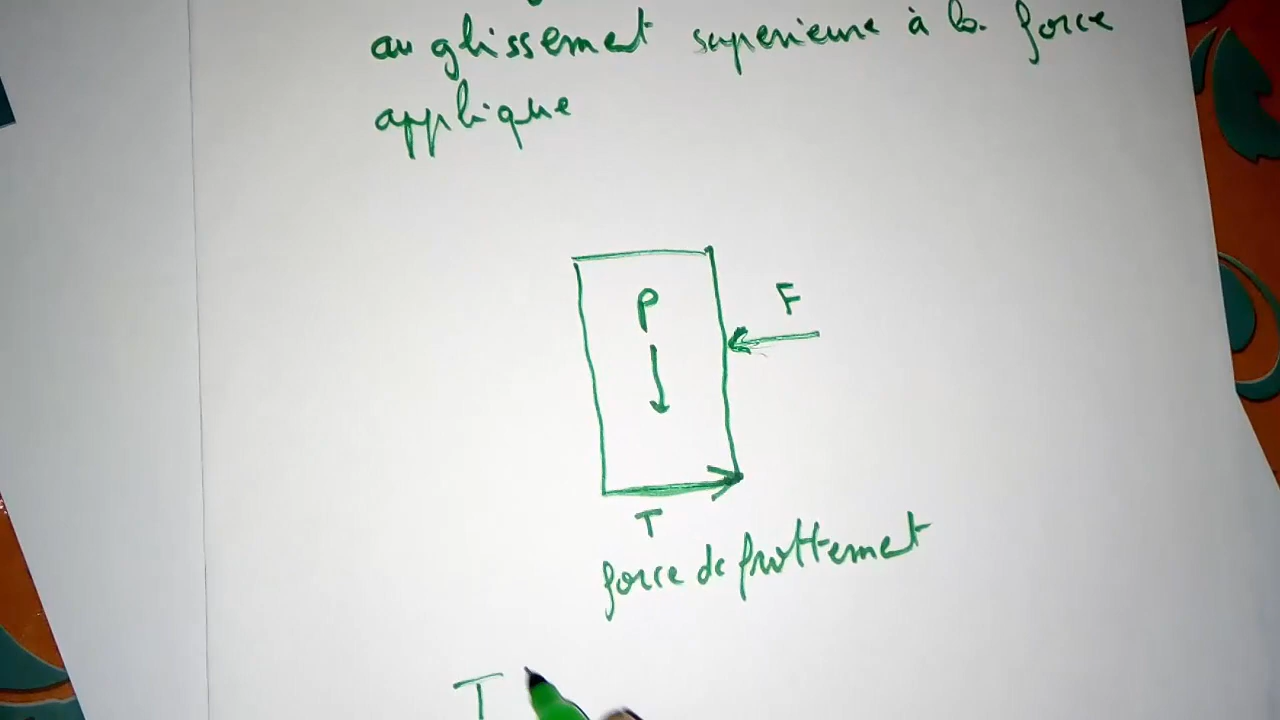 au glissement superieure à la force
applique
P
F
T
force de frottement
T